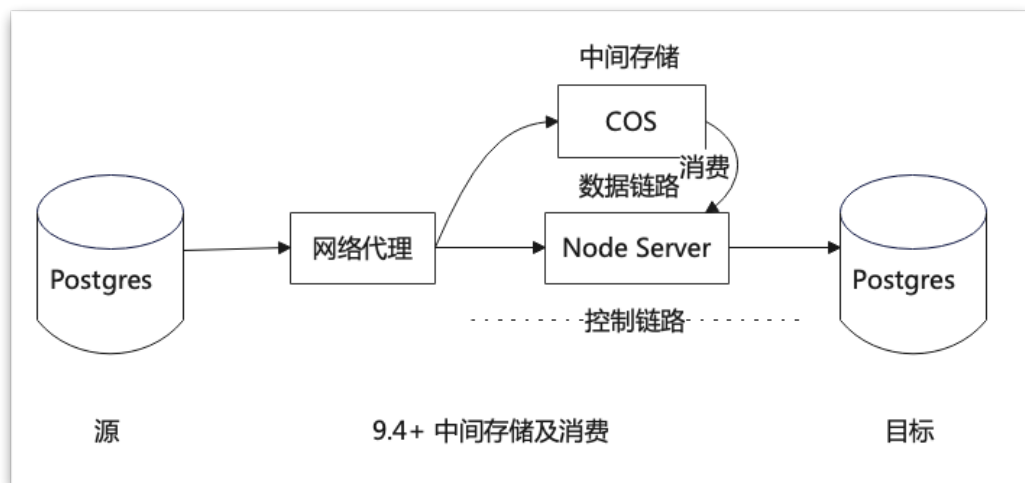 中间存储
COS
消费
数据链路
Postgres
网络代理
Node Server
Postgres
控制链路
源
9.4+ 中间存储及消费
目标